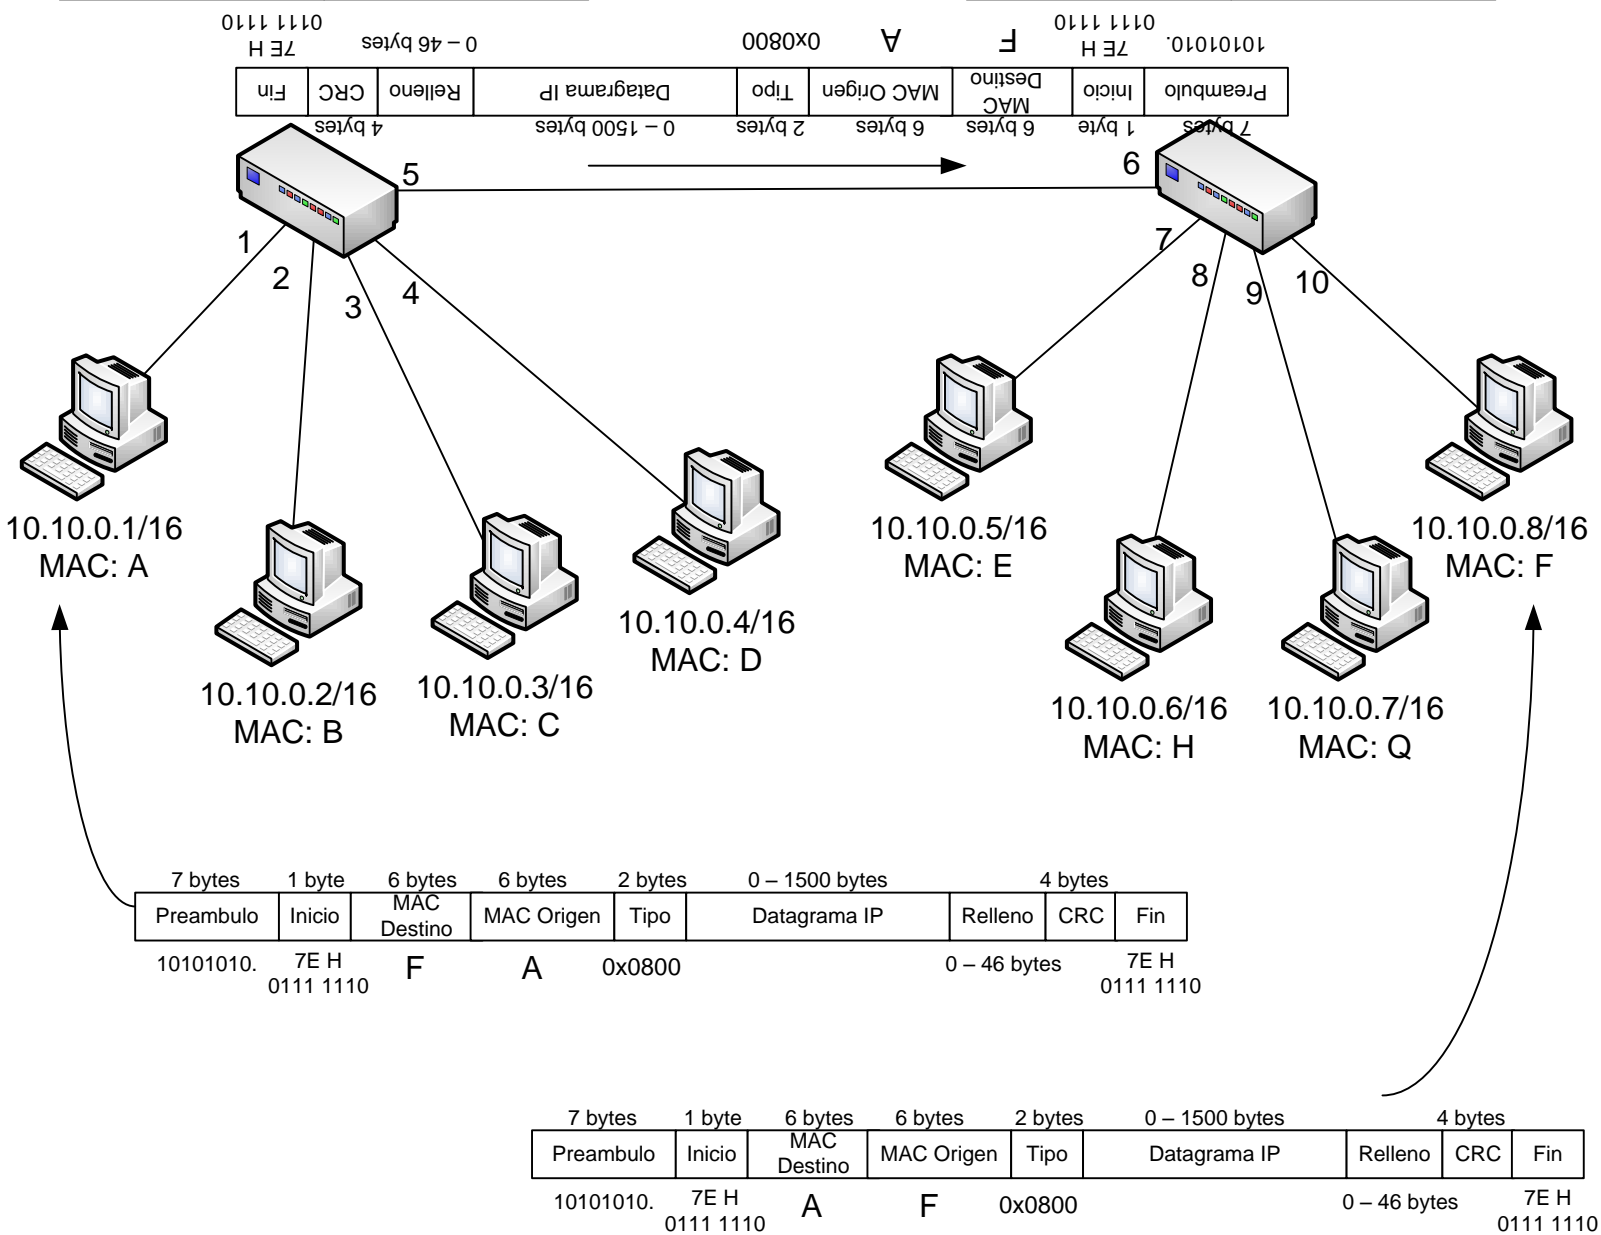 7 bytes 1 byte 6 bytes 6 bytes 2 bytes 0 – 1500 bytes 4 bytes
Preambulo Inicio MAC Destino MAC Origen Tipo Datagrama IP Relleno CRC Fin
10101010. 7E H 0111 1110 F A 0x0800 0 – 46 bytes 7E H 0111 1110
5
6
1
2
3
4
7
8
9
10
10.10.0.1/16
MAC: A
10.10.0.2/16
MAC: B
10.10.0.3/16
MAC: C
10.10.0.4/16
MAC: D
10.10.0.5/16
MAC: E
10.10.0.6/16
MAC: H
10.10.0.7/16
MAC: Q
10.10.0.8/16
MAC: F
7 bytes 1 byte 6 bytes 6 bytes 2 bytes 0 – 1500 bytes 4 bytes
Preambulo Inicio MAC Destino MAC Origen Tipo Datagrama IP Relleno CRC Fin
10101010. 7E H 0111 1110 F A 0x0800 0 – 46 bytes 7E H 0111 1110
7 bytes 1 byte 6 bytes 6 bytes 2 bytes 0 – 1500 bytes 4 bytes
Preambulo Inicio MAC Destino MAC Origen Tipo Datagrama IP Relleno CRC Fin
10101010. 7E H 0111 1110 A F 0x0800 0 – 46 bytes 7E H 0111 1110